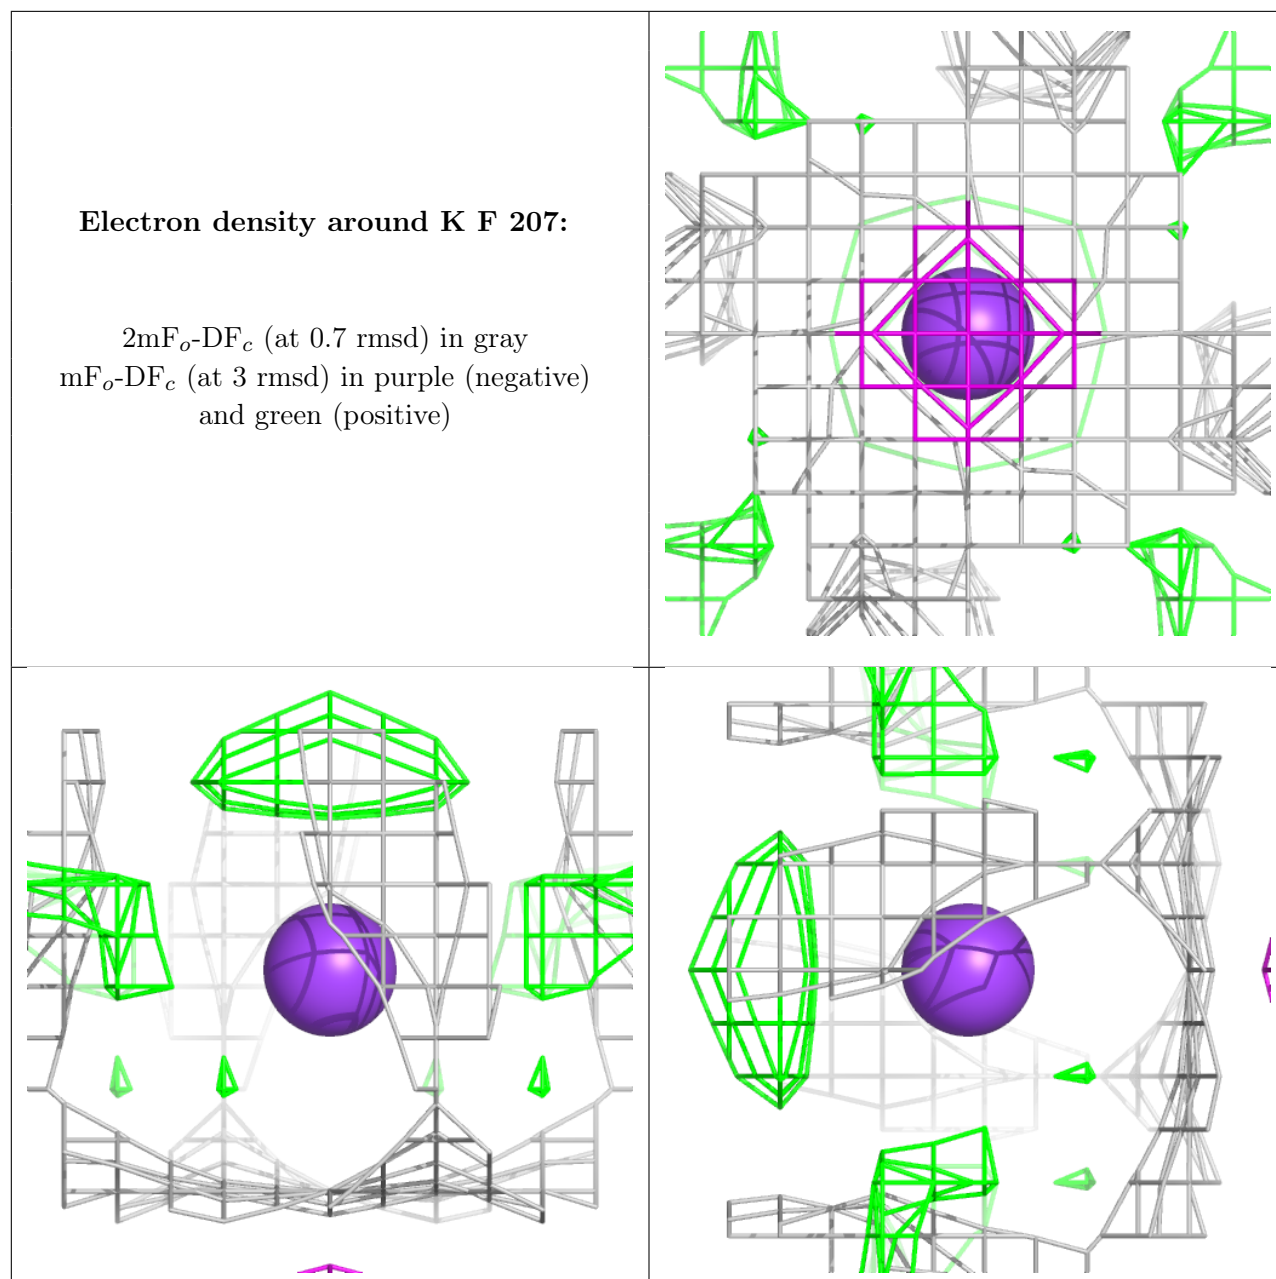 Electron density around K F 207:
2mFo-DFc (at 0.7 rmsd) in gray
mFo-DFc (at 3 rmsd) in purple (negative)
and green (positive)